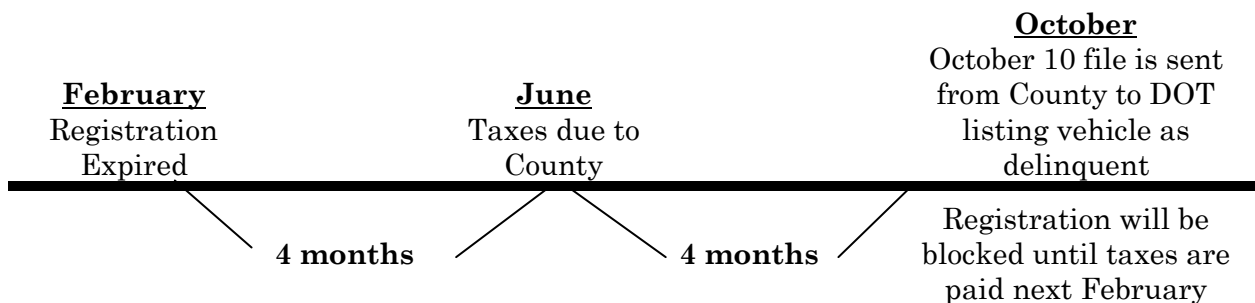 February
Registration
Expired
4 months
June
Taxes due to
County
4 months
October
October 10 file is sent
from County to DOT
listing vehicle as
delinquent
Registration will be
blocked until taxes are
paid next February